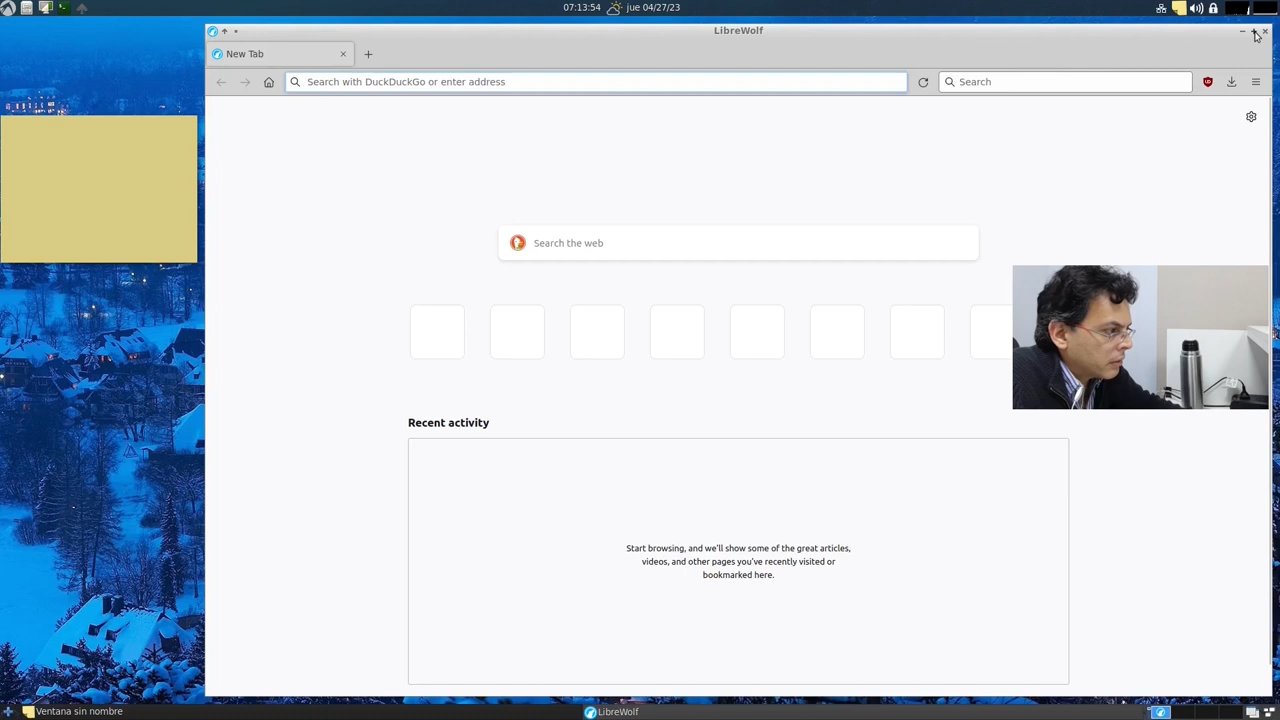 07:13:54
jue 04/27/23
LibreWolf
New Tab
Search with DuckDuckGo or enter address
Search
Search the web
Recent activity
Start browsing, and we'll show some of the great articles,
videos, and other pages you've recently visited or
bookmarked here.
Ventana sin nombre
LibreWolf